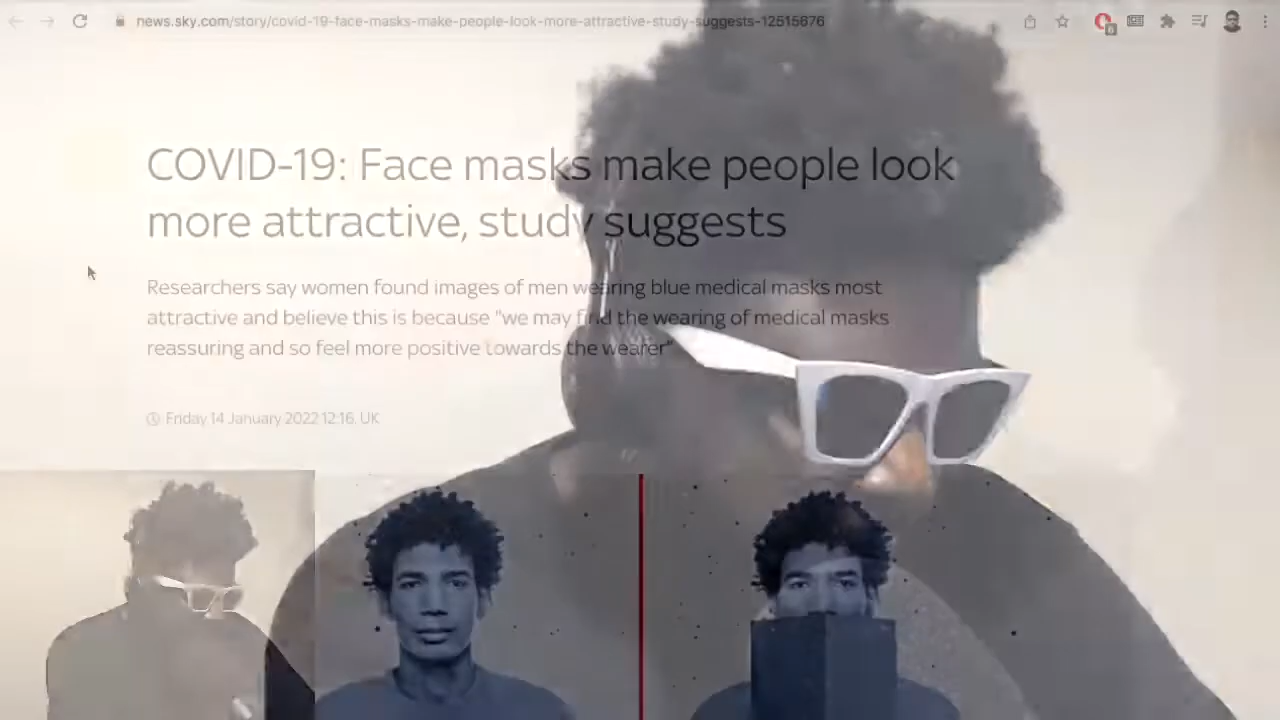 news.sky.com/story/covid-19-face-masks-make-people-look-more-attractive-study-suggests-12515676
COVID-19: Face masks make people look
more attractive, study suggests
Researchers say women found images of men wearing blue medical masks most
attractive and believe this is because "we may find the wearing of medical masks
reassuring and so feel more positive towards the wearer"
Friday 14 January 2022 12:16, UK